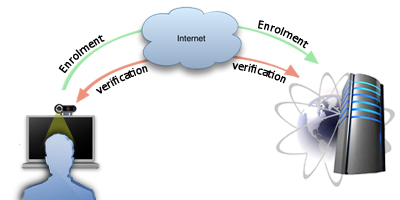 Enrolment
Internet
Enrolment
verification
verification